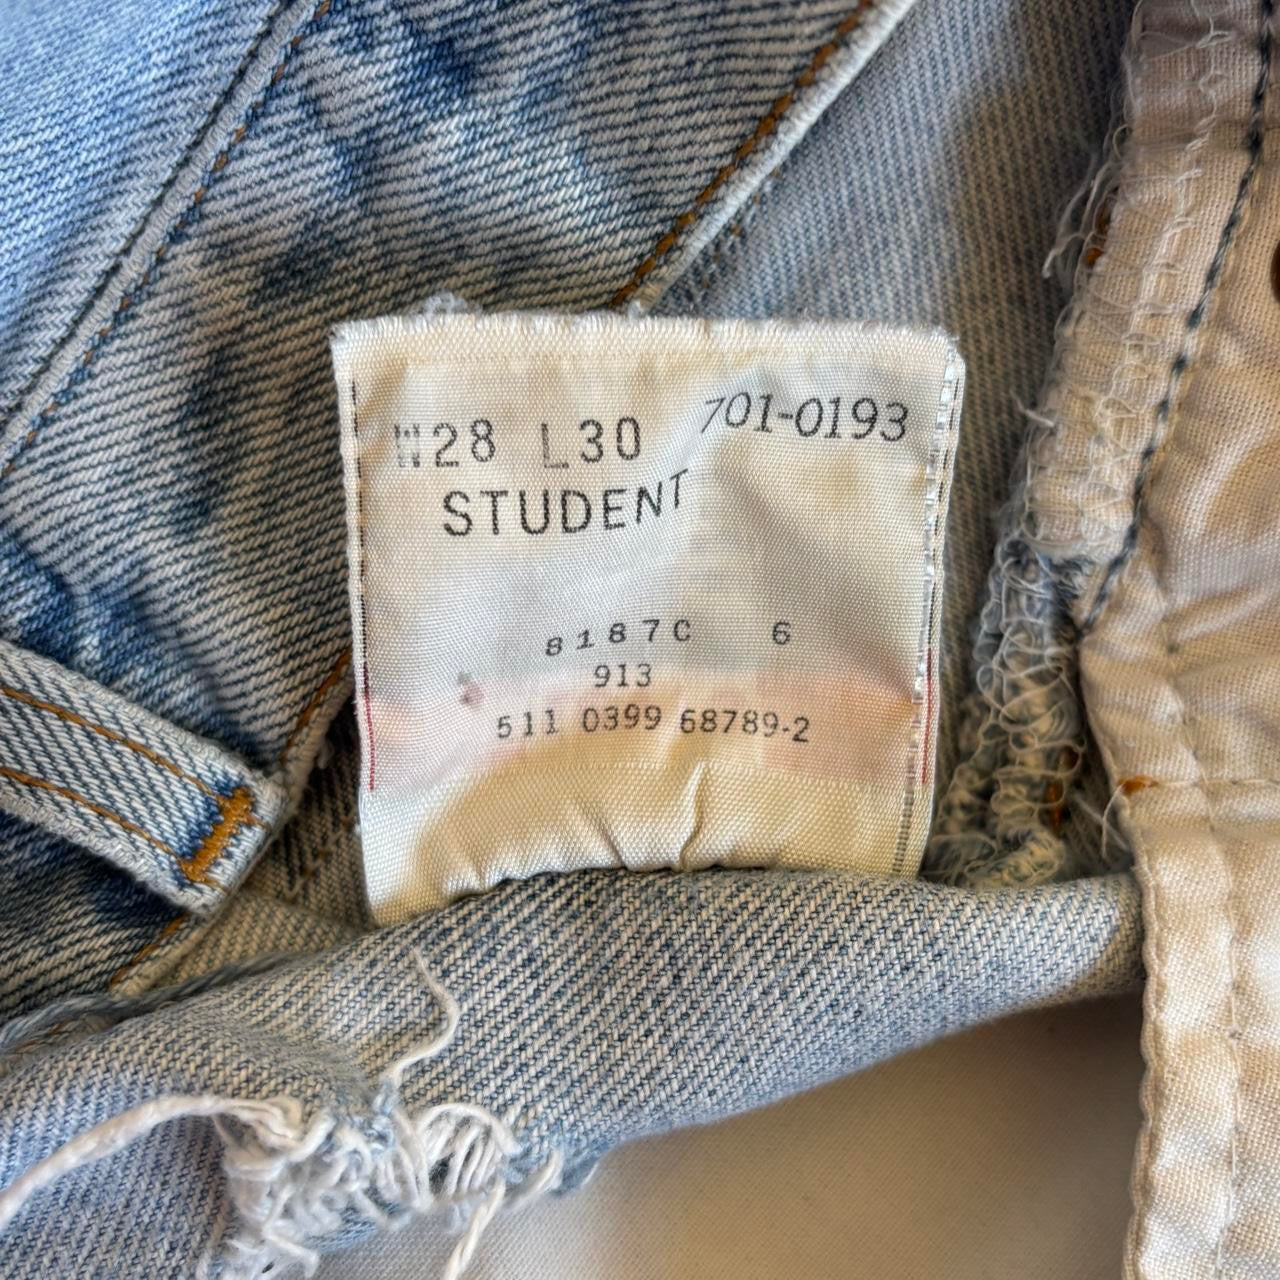 W28 L30 701-0193
STUDENT
8187C 6
913
511 0399 68789-2